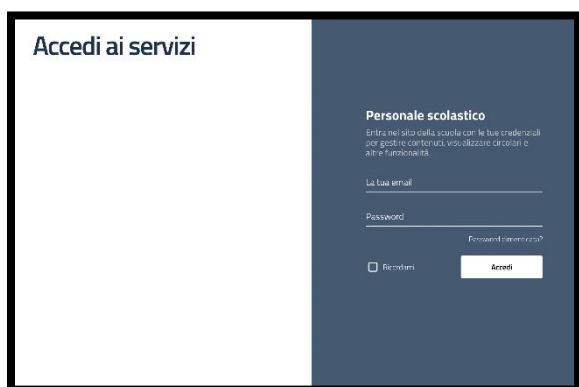 Accedi ai servizi
Personale scolastico
Entra nel sito della scuola con le tue credenziali
per gestire contenuti, visualizzare circolari e
altre funzionalità.
La tua email
Password
Password dimenticata?
Ricordami
Accedi